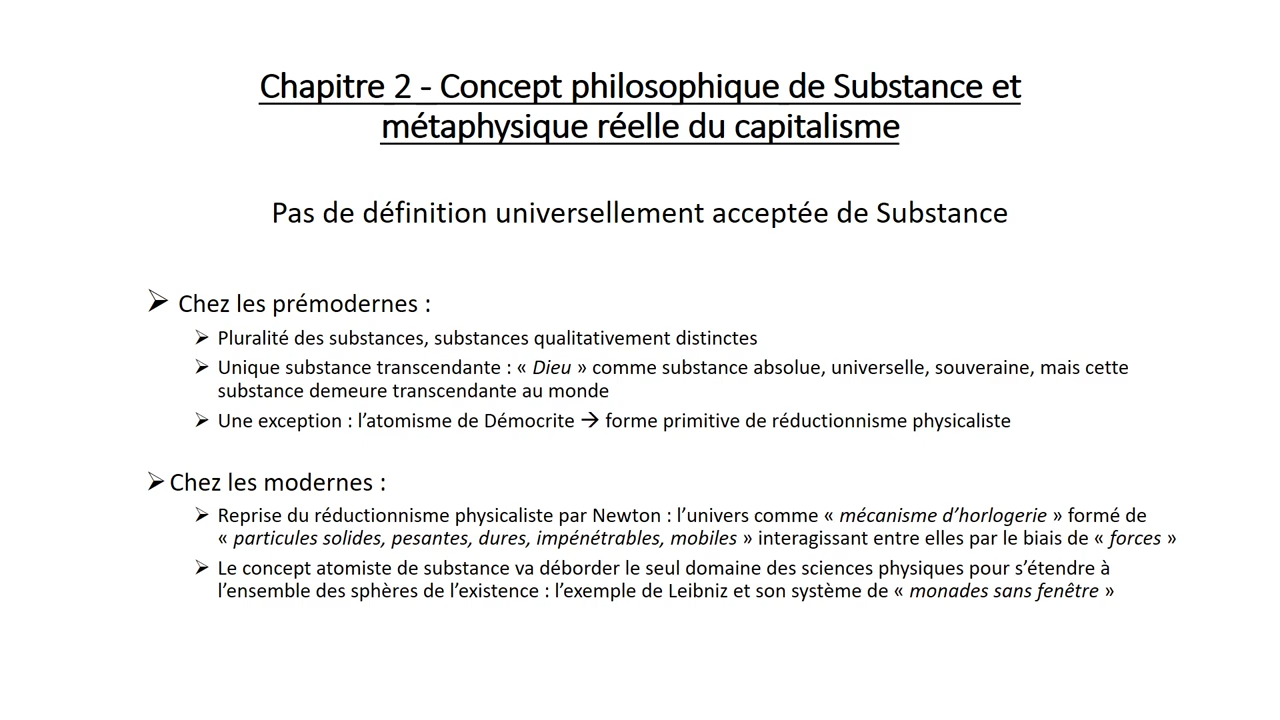 Chapitre 2 - Concept philosophique de Substance et
métaphysique réelle du capitalisme
Pas de définition universellement acceptée de Substance
➢ Chez les prémodernes :
➢ Pluralité des substances, substances qualitativement distinctes
➢ Unique substance transcendante : « Dieu » comme substance absolue, universelle, souveraine, mais cette
substance demeure transcendante au monde
➢ Une exception : l’atomisme de Démocrite → forme primitive de réductionnisme physicaliste
➢ Chez les modernes :
➢ Reprise du réductionnisme physicaliste par Newton : l’univers comme « mécanisme d’horlogerie » formé de
« particules solides, pesantes, dures, impénétrables, mobiles » interagissant entre elles par le biais de « forces »
➢ Le concept atomiste de substance va déborder le seul domaine des sciences physiques pour s’étendre à
l’ensemble des sphères de l’existence : l’exemple de Leibniz et son système de « monades sans fenêtre »